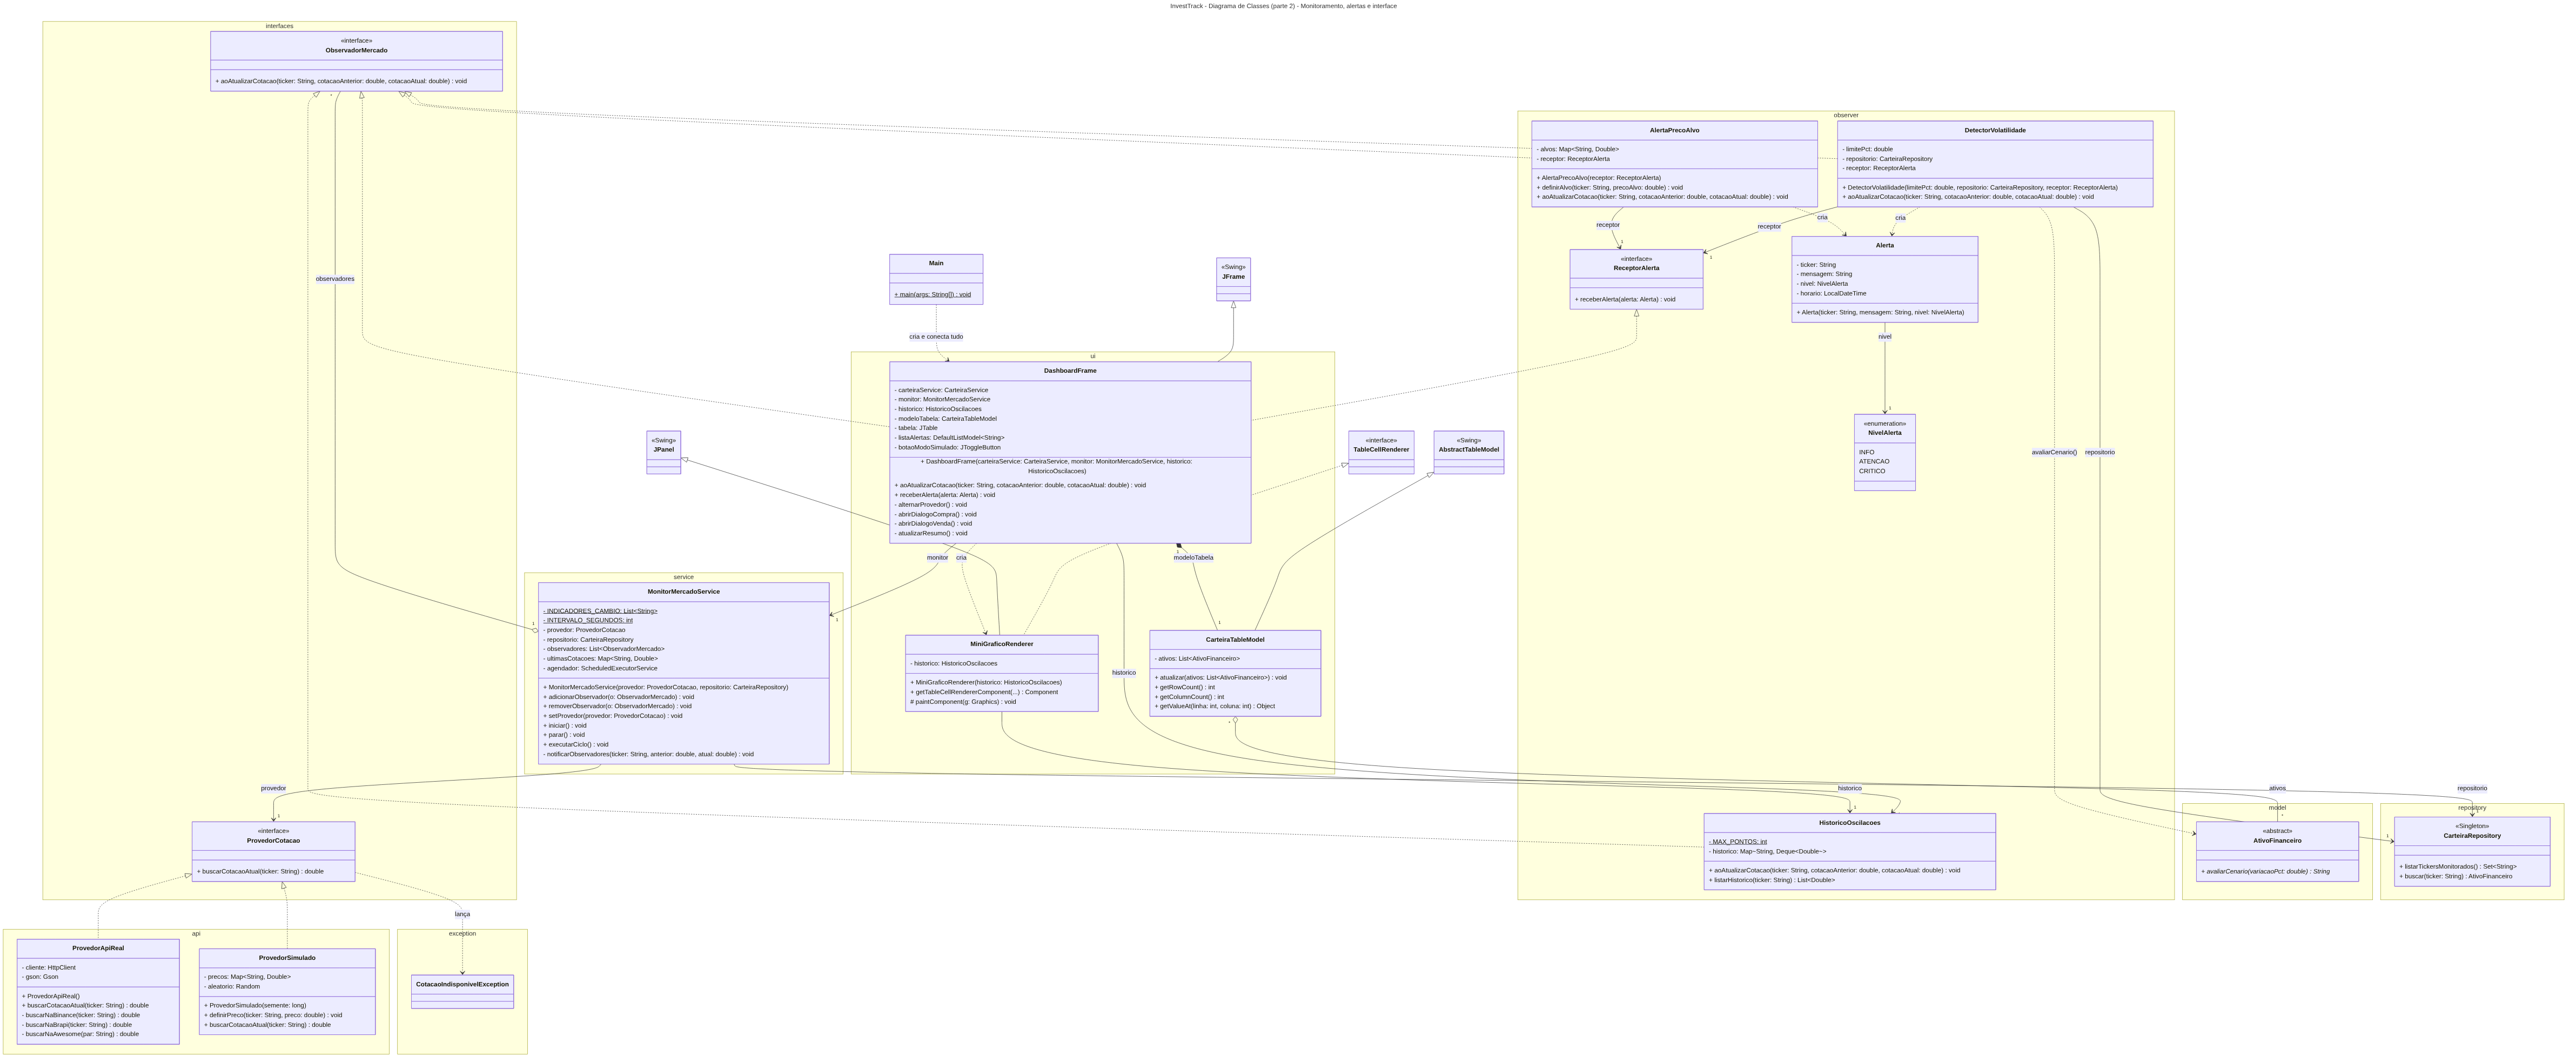 InvestTrack - Diagrama de Classes (parte 2) - Monitoramento, alertas e interface
interfaces
«interface»
ObservadorMercado
+ aoAtualizarCotacao(ticker: String, cotacaoAnterior: double, cotacaoAtual: double) : void
*
observadores
1
observer
AlertaPrecoAlvo
- alvos: Map<String, Double>
- receptor: ReceptorAlerta
+ AlertaPrecoAlvo(receptor: ReceptorAlerta)
+ definirAlvo(ticker: String, precoAlvo: double) : void
+ aoAtualizarCotacao(ticker: String, cotacaoAnterior: double, cotacaoAtual: double) : void
DetectorVolatilidade
- limitePct: double
- repositorio: CarteiraRepository
- receptor: ReceptorAlerta
+ DetectorVolatilidade(limitePct: double, repositorio: CarteiraRepository, receptor: ReceptorAlerta)
+ aoAtualizarCotacao(ticker: String, cotacaoAnterior: double, cotacaoAtual: double) : void
receptor
1
receptor
1
cria
cria
«interface»
ReceptorAlerta
+ receberAlerta(alerta: Alerta) : void
Alerta
- ticker: String
- mensagem: String
- nivel: NivelAlerta
- horario: LocalDateTime
+ Alerta(ticker: String, mensagem: String, nivel: NivelAlerta)
nivel
1
«enumeration»
NivelAlerta
INFO
ATENCAO
CRITICO
avaliarCenario()
repositorio
Main
+ main(args: String[]) : void
cria e conecta tudo
«Swing»
JFrame
«Swing»
JPanel
«interface»
TableCellRenderer
«Swing»
AbstractTableModel
ui
DashboardFrame
- carteiraService: CarteiraService
- monitor: MonitorMercadoService
- historico: HistoricoOscilacoes
- modeloTabela: CarteiraTableModel
- tabela: JTable
- listaAlertas: DefaultListModel<String>
- botaoModoSimulado: JToggleButton
+ DashboardFrame(carteiraService: CarteiraService, monitor: MonitorMercadoService, historico:
HistoricoOscilacoes)
+ aoAtualizarCotacao(ticker: String, cotacaoAnterior: double, cotacaoAtual: double) : void
+ receberAlerta(alerta: Alerta) : void
- alternarProvedor() : void
- abrirDialogoCompra() : void
- abrirDialogoVenda() : void
- atualizarResumo() : void
monitor
1
cria
1
modeloTabela
1
historico
MiniGraficoRenderer
- historico: HistoricoOscilacoes
+ MiniGraficoRenderer(historico: HistoricoOscilacoes)
+ getTableCellRendererComponent(...) : Component
# paintComponent(g: Graphics) : void
CarteiraTableModel
- ativos: List<AtivoFinanceiro>
+ atualizar(ativos: List<AtivoFinanceiro>) : void
+ getRowCount() : int
+ getColumnCount() : int
+ getValueAt(linha: int, coluna: int) : Object
*
service
MonitorMercadoService
- INDICADORES_CAMBIO: List<String>
- INTERVALO_SEGUNDOS: int
- provedor: ProvedorCotacao
- repositorio: CarteiraRepository
- observadores: List<ObservadorMercado>
- ultimasCotacoes: Map<String, Double>
- agendador: ScheduledExecutorService
+ MonitorMercadoService(provedor: ProvedorCotacao, repositorio: CarteiraRepository)
+ adicionarObservador(o: ObservadorMercado) : void
+ removerObservador(o: ObservadorMercado) : void
+ setProvedor(provedor: ProvedorCotacao) : void
+ iniciar() : void
+ parar() : void
+ executarCiclo() : void
- notificarObservadores(ticker: String, anterior: double, atual: double) : void
provedor
1
historico
1
ativos
*
repositorio
1
«interface»
ProvedorCotacao
+ buscarCotacaoAtual(ticker: String) : double
HistoricoOscilacoes
- MAX_PONTOS: int
- historico: Map~String, Deque<Double~>
+ aoAtualizarCotacao(ticker: String, cotacaoAnterior: double, cotacaoAtual: double) : void
+ listarHistorico(ticker: String) : List<Double>
model
«abstract»
AtivoFinanceiro
+ avaliarCenario(variacaoPct: double) : String
repository
«Singleton»
CarteiraRepository
+ listarTickersMonitorados() : Set<String>
+ buscar(ticker: String) : AtivoFinanceiro
lança
api
ProvedorApiReal
- cliente: HttpClient
- gson: Gson
+ ProvedorApiReal()
+ buscarCotacaoAtual(ticker: String) : double
- buscarNaBinance(ticker: String) : double
- buscarNaBrapi(ticker: String) : double
- buscarNaAwesome(par: String) : double
ProvedorSimulado
- precos: Map<String, Double>
- aleatorio: Random
+ ProvedorSimulado(semente: long)
+ definirPreco(ticker: String, preco: double) : void
+ buscarCotacaoAtual(ticker: String) : double
exception
CotacaoIndisponivelException